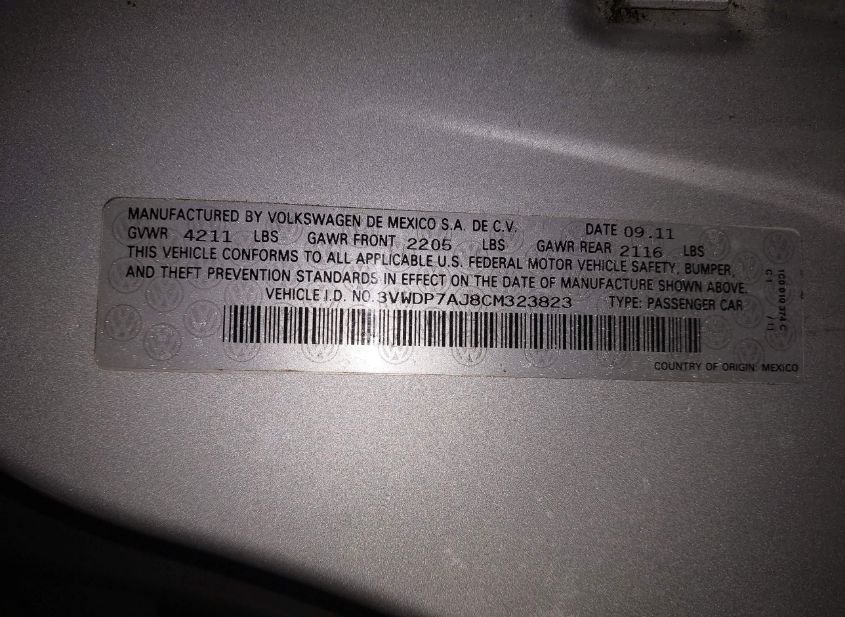 MANUFACTURED BY VOLKSWAGEN DE MEXICO S.A. DE C.V. DATE 09.11
GVWR 4211 LBS GAWR FRONT 2205 LBS GAWR REAR 2116 LBS
THIS VEHICLE CONFORMS TO ALL APPLICABLE U.S. FEDERAL MOTOR VEHICLE SAFETY, BUMPER,
AND THEFT PREVENTION STANDARDS IN EFFECT ON THE DATE OF MANUFACTURE SHOWN ABOVE.
VEHICLE I.D. NO. 3VWDP7AJ8CM323823 TYPE: PASSENGER CAR
COUNTRY OF ORIGIN: MEXICO